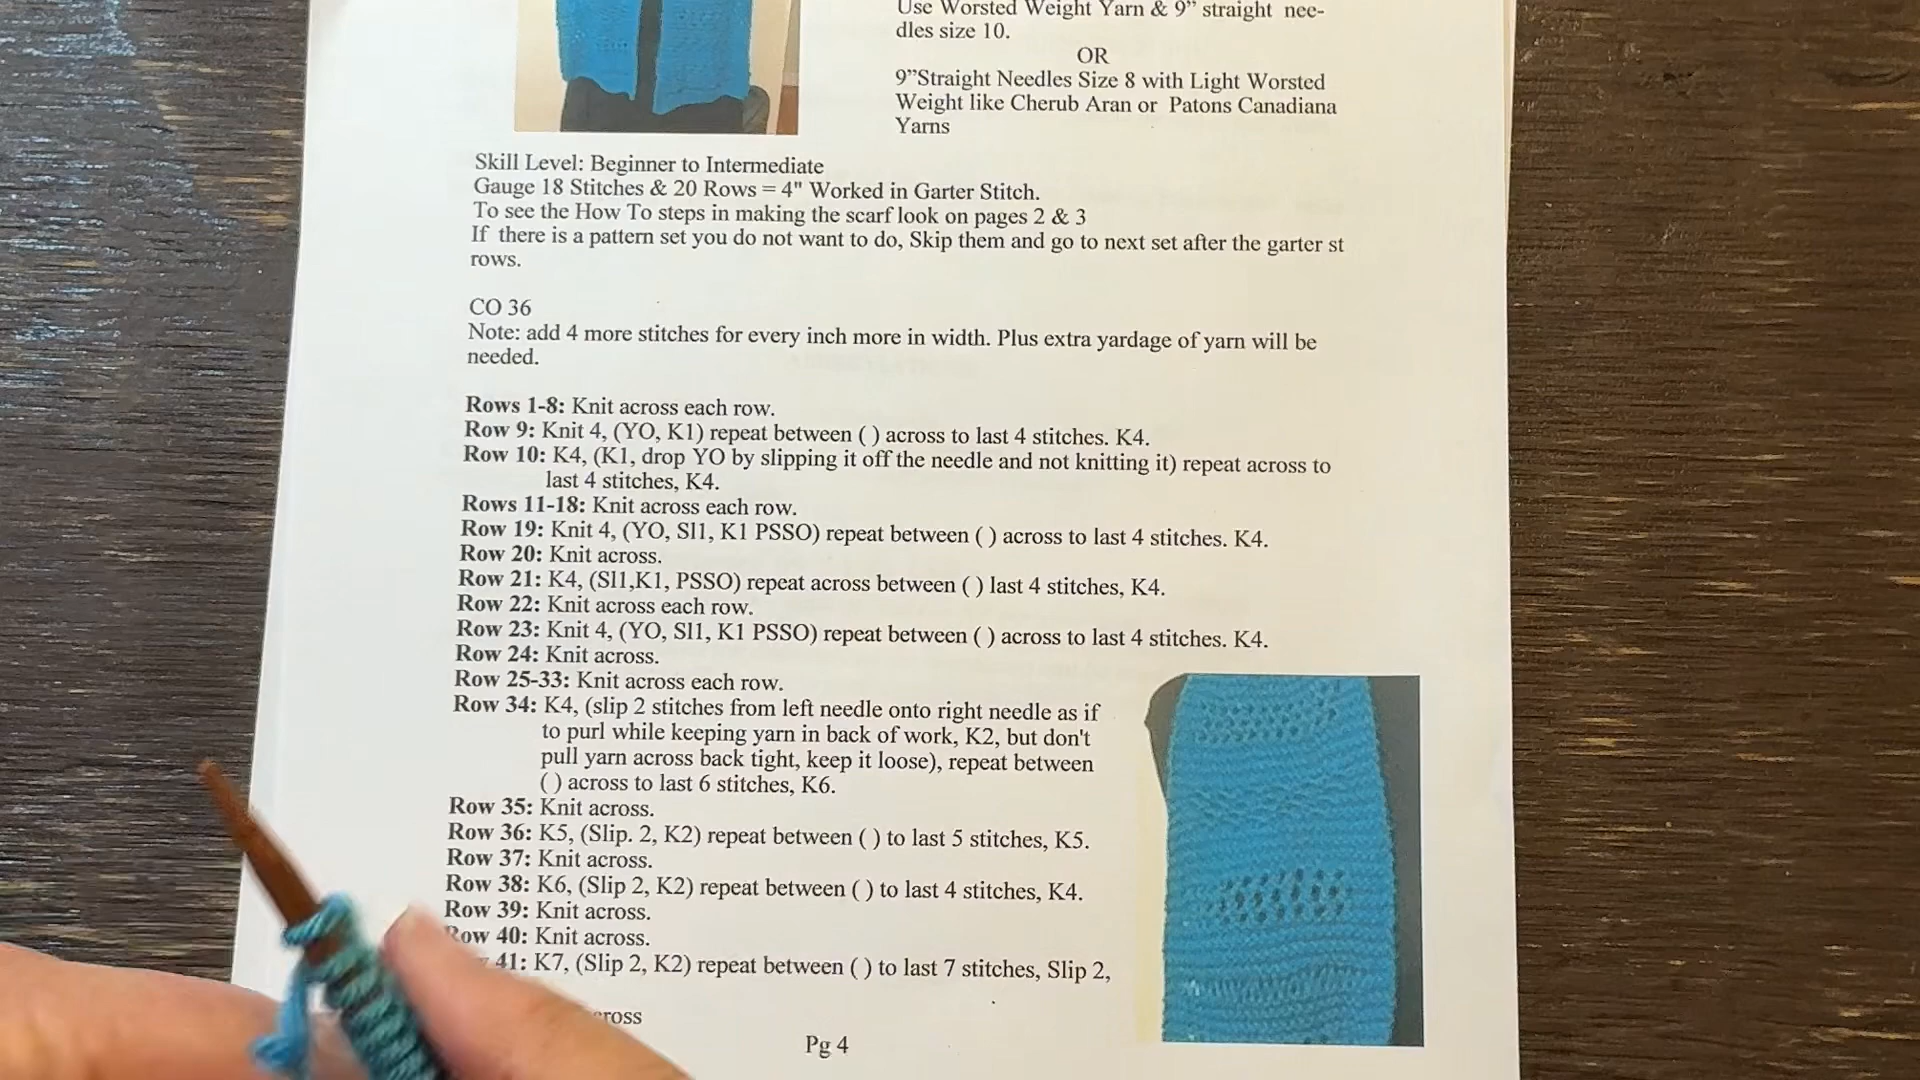 Use Worsted Weight Yarn & 9” straight nee-
dles size 10.
OR
9”Straight Needles Size 8 with Light Worsted
Weight like Cherub Aran or Patons Canadiana
Yarns
Skill Level: Beginner to Intermediate
Gauge 18 Stitches & 20 Rows = 4" Worked in Garter Stitch.
To see the How To steps in making the scarf look on pages 2 & 3
If there is a pattern set you do not want to do, Skip them and go to next set after the garter st
rows.
CO 36
Note: add 4 more stitches for every inch more in width. Plus extra yardage of yarn will be
needed.
Rows 1-8: Knit across each row.
Row 9: Knit 4, (YO, K1) repeat between ( ) across to last 4 stitches. K4.
Row 10: K4, (K1, drop YO by slipping it off the needle and not knitting it) repeat across to
last 4 stitches, K4.
Rows 11-18: Knit across each row.
Row 19: Knit 4, (YO, Sl1, K1 PSSO) repeat between ( ) across to last 4 stitches. K4.
Row 20: Knit across.
Row 21: K4, (Sl1,K1, PSSO) repeat across between ( ) last 4 stitches, K4.
Row 22: Knit across each row.
Row 23: Knit 4, (YO, Sl1, K1 PSSO) repeat between ( ) across to last 4 stitches. K4.
Row 24: Knit across.
Row 25-33: Knit across each row.
Row 34: K4, (slip 2 stitches from left needle onto right needle as if
to purl while keeping yarn in back of work, K2, but don't
pull yarn across back tight, keep it loose), repeat between
( ) across to last 6 stitches, K6.
Row 35: Knit across.
Row 36: K5, (Slip. 2, K2) repeat between ( ) to last 5 stitches, K5.
Row 37: Knit across.
Row 38: K6, (Slip 2, K2) repeat between ( ) to last 4 stitches, K4.
Row 39: Knit across.
Row 40: Knit across.
41: K7, (Slip 2, K2) repeat between ( ) to last 7 stitches, Slip 2,
ross
Pg 4